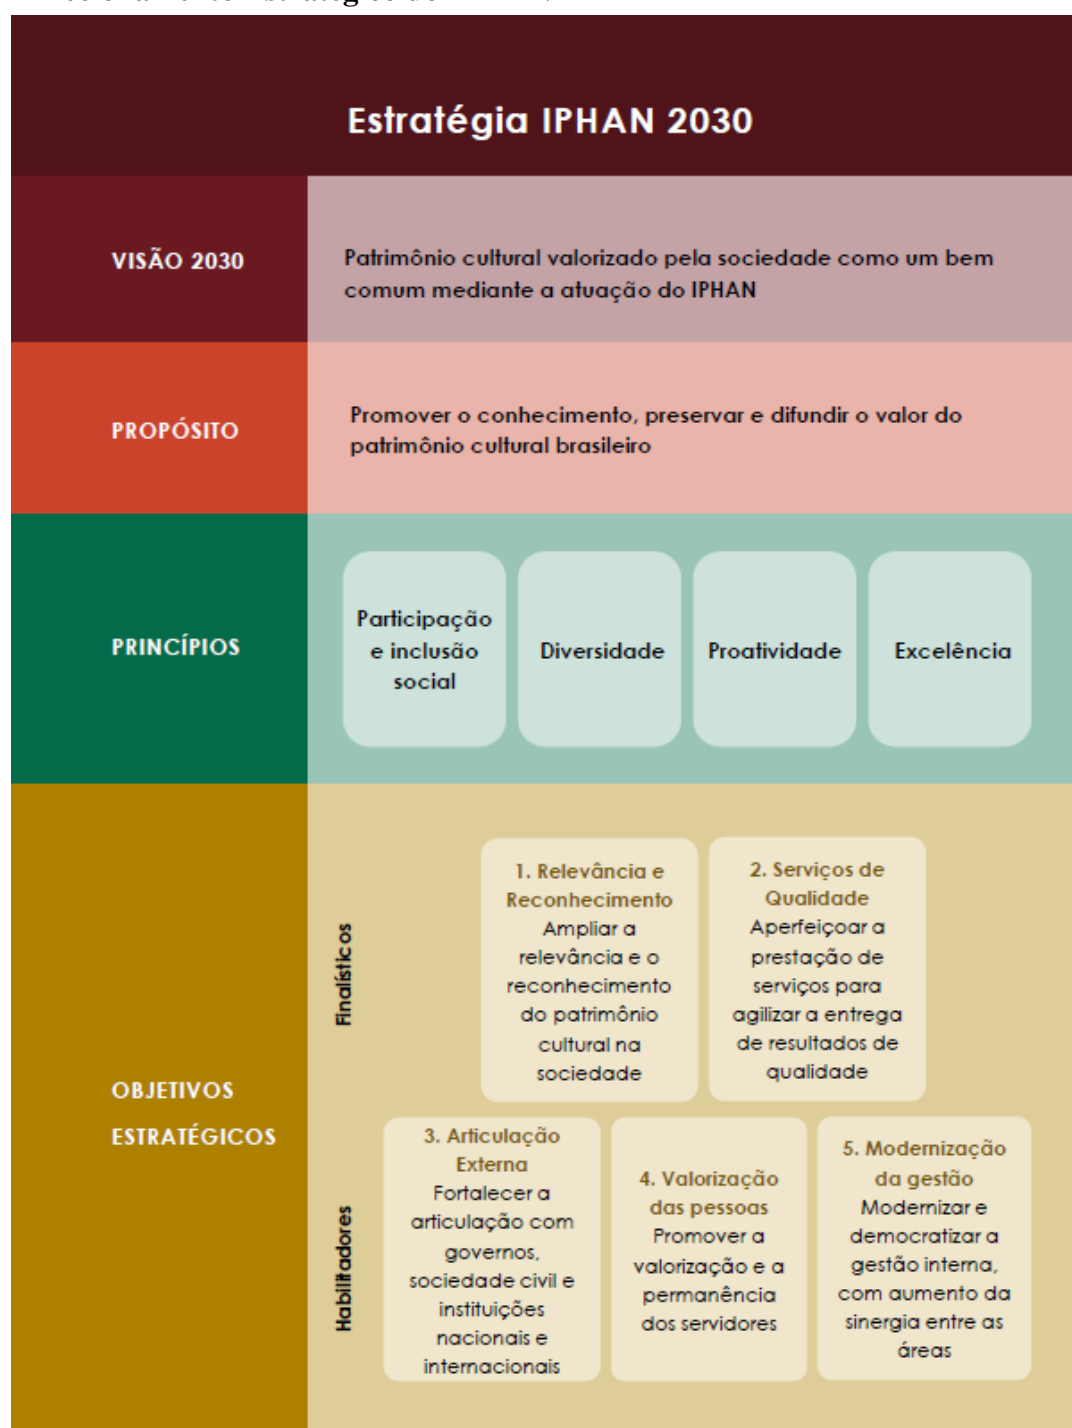 Estratégia IPHAN 2030
VISÃO 2030
Patrimônio cultural valorizado pela sociedade como um bem
comum mediante a atuação do IPHAN
PROPÓSITO
Promover o conhecimento, preservar e difundir o valor do
patrimônio cultural brasileiro
PRINCÍPIOS
Participação
e inclusão
social
Diversidade
Proatividade
Excelência
OBJETIVOS
ESTRATÉGICOS
Finalísticos
1. Relevância e
Reconhecimento
Ampliar a
relevância e o
reconhecimento
do patrimônio
cultural na
sociedade
2. Serviços de
Qualidade
Aperfeiçoar a
prestação de
serviços para
agilizar a entrega
de resultados de
qualidade
Habilitadores
3. Articulação
Externa
Fortalecer a
articulação com
governos,
sociedade civil e
instituições
nacionais e
internacionais
4. Valorização
das pessoas
Promover a
valorização e a
permanência
dos servidores
5. Modernização
da gestão
Modernizar e
democratizar a
gestão interna,
com aumento da
sinergia entre as
áreas